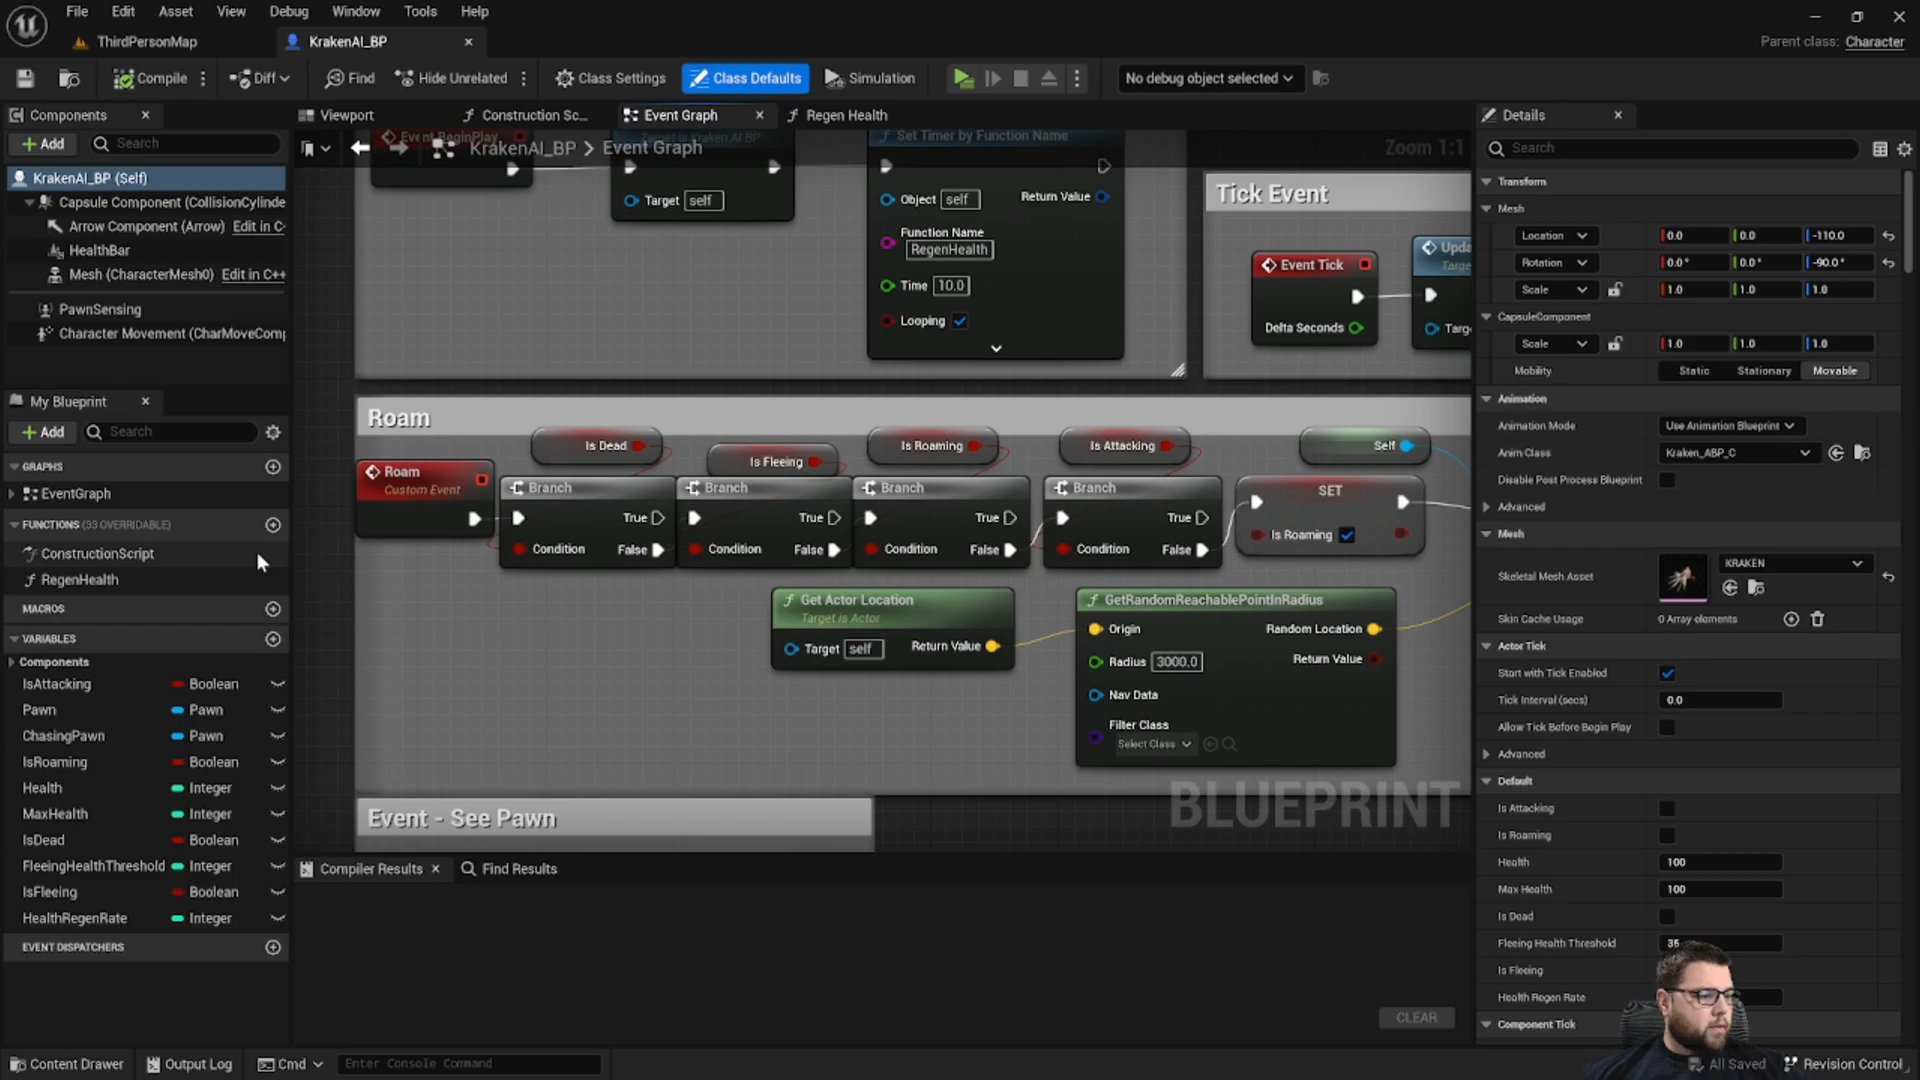 File Edit Asset View Debug Window Tools Help
ThirdPersonMap
KrakenAI_BP
Parent class: Character
Compile
Diff
Find
Hide Unrelated
Class Settings
Class Defaults
Simulation
No debug object selected
Components
Viewport
Construction Sc...
Event Graph
Regen Health
Details
Add
Search
KrakenAI_BP > Event Graph
Zoom 1:1
Search
KrakenAI_BP (Self)
Capsule Component (CollisionCylinde
Arrow Component (Arrow) Edit in C+
HealthBar
Mesh (CharacterMesh0) Edit in C++
PawnSensing
Character Movement (CharMoveComp
My Blueprint
Add
Search
GRAPHS
EventGraph
FUNCTIONS (33 OVERRIDABLE)
ConstructionScript
RegenHealth
MACROS
VARIABLES
Components
IsAttacking Boolean
Pawn Pawn
ChasingPawn Pawn
IsRoaming Boolean
Health Integer
MaxHealth Integer
IsDead Boolean
FleeingHealthThreshold Integer
IsFleeing Boolean
HealthRegenRate Integer
EVENT DISPATCHERS
Event BeginPlay
Target is Kraken AI BP
Target self
Set Timer by Function Name
Object self Return Value
Function Name
RegenHealth
Time 10.0
Looping
Tick Event
Event Tick
Delta Seconds
Upda
Target
Targ
Roam
Is Dead
Is Fleeing
Is Roaming
Is Attacking
Self
Roam
Custom Event
Branch
True
Condition False
Branch
True
Condition False
Branch
True
Condition False
Branch
True
Condition False
SET
Is Roaming
Get Actor Location
Target is Actor
Target self Return Value
GetRandomReachablePointInRadius
Origin Random Location
Radius 3000.0 Return Value
Nav Data
Filter Class
Select Class
BLUEPRINT
Event - See Pawn
Compiler Results
Find Results
CLEAR
Transform
Mesh
Location 0.0 0.0 -110.0
Rotation 0.0° 0.0° -90.0°
Scale 1.0 1.0 1.0
CapsuleComponent
Scale 1.0 1.0 1.0
Mobility Static Stationary Movable
Animation
Animation Mode Use Animation Blueprint
Anim Class Kraken_ABP_C
Disable Post Process Blueprint
Advanced
Mesh
Skeletal Mesh Asset KRAKEN
Skin Cache Usage 0 Array elements
Actor Tick
Start with Tick Enabled
Tick Interval (secs) 0.0
Allow Tick Before Begin Play
Advanced
Default
Is Attacking
Is Roaming
Health 100
Max Health 100
Is Dead
Fleeing Health Threshold 35
Is Fleeing
Health Regen Rate
Component Tick
Content Drawer
Output Log
Cmd
Enter Console Command
All Saved
Revision Control